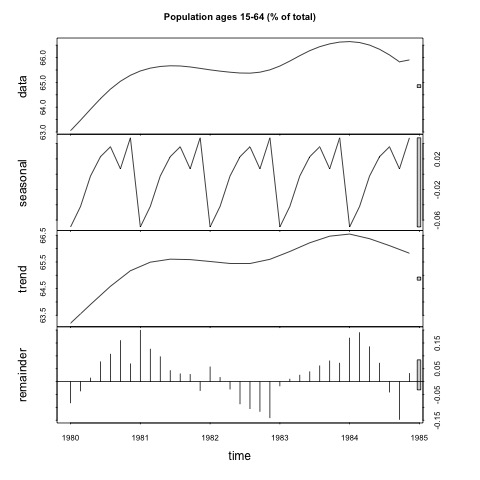 Population ages 15-64 (% of total)
data
63.0 64.0 65.0 66.0
seasonal
-0.06 -0.02 0.02
trend
63.5 64.5 65.5 66.5
remainder
-0.15 -0.05 0.05 0.15
1980 1981 1982 1983 1984 1985
time